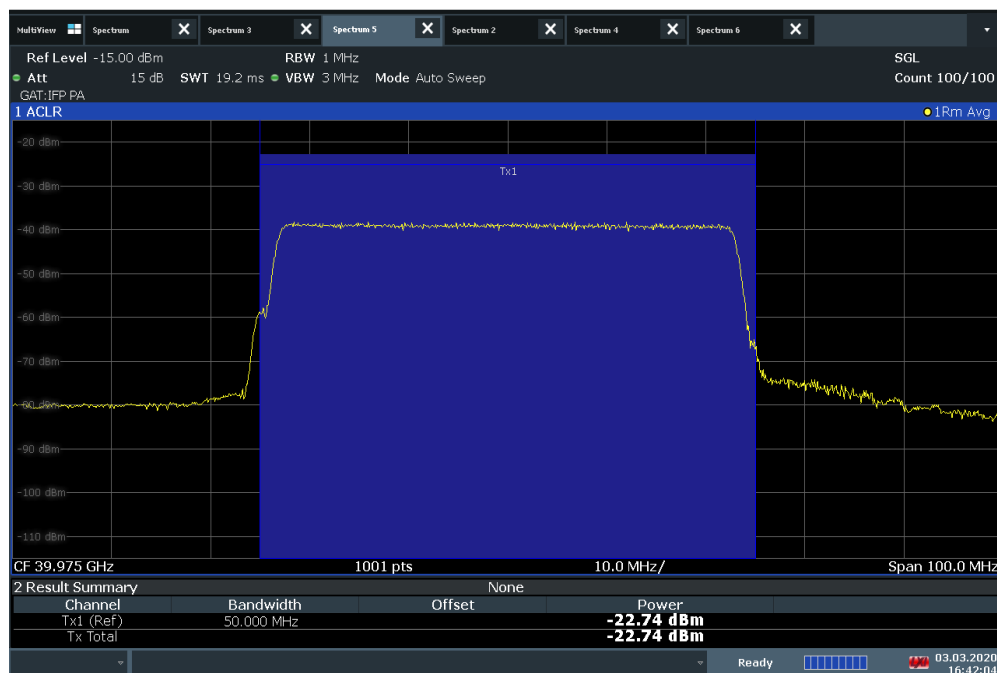 MultiView Spectrum Spectrum 3 Spectrum 5 Spectrum 2 Spectrum 4 Spectrum 6
Ref Level -15.00 dBm RBW 1 MHz SGL
Att 15 dB SWT 19.2 ms VBW 3 MHz Mode Auto Sweep Count 100/100
GAT:IFP PA
1 ACLR 1Rm Avg
-20 dBm
Tx1
-30 dBm
-40 dBm
-50 dBm
-60 dBm
-70 dBm
-80 dBm
-90 dBm
-100 dBm
-110 dBm
CF 39.975 GHz 1001 pts 10.0 MHz/ Span 100.0 MHz
2 Result Summary None
Channel Bandwidth Offset Power
Tx1 (Ref) 50.000 MHz -22.74 dBm
Tx Total -22.74 dBm
Ready 03.03.2020
16:42:04